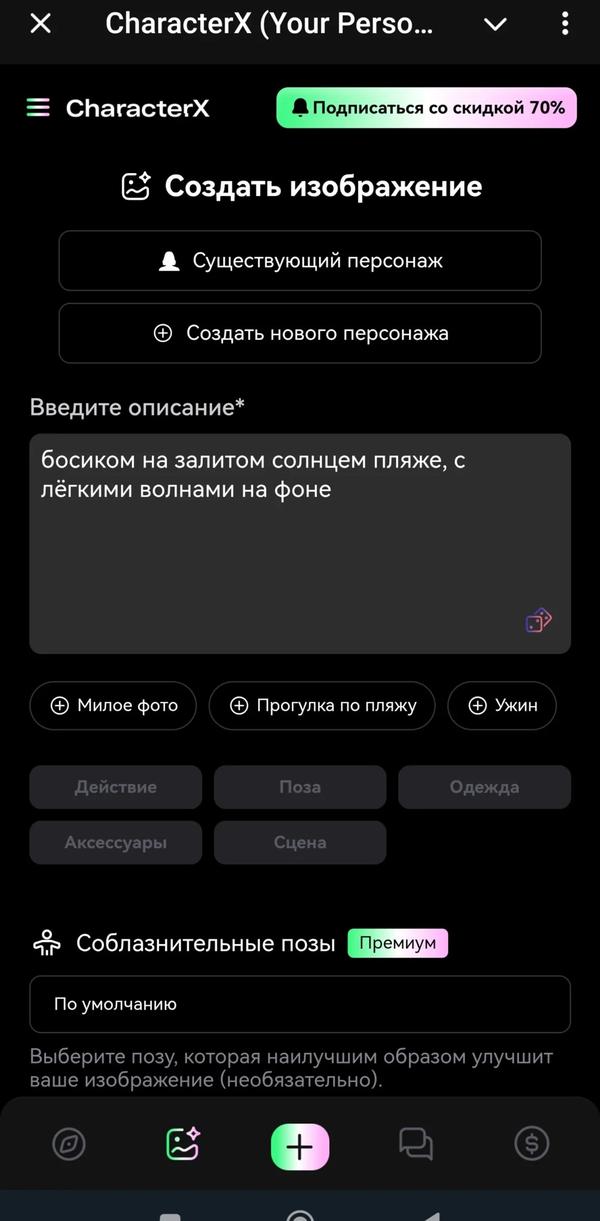 CharacterX (Your Perso...
CharacterX
Подписаться со скидкой 70%
Создать изображение
Существующий персонаж
Создать нового персонажа
Введите описание*
босиком на залитом солнцем пляже, с
лёгкими волнами на фоне
Милое фото
Прогулка по пляжу
Ужин
Действие
Поза
Одежда
Аксессуары
Сцена
Соблазнительные позы
Премиум
По умолчанию
Выберите позу, которая наилучшим образом улучшит
ваше изображение (необязательно).